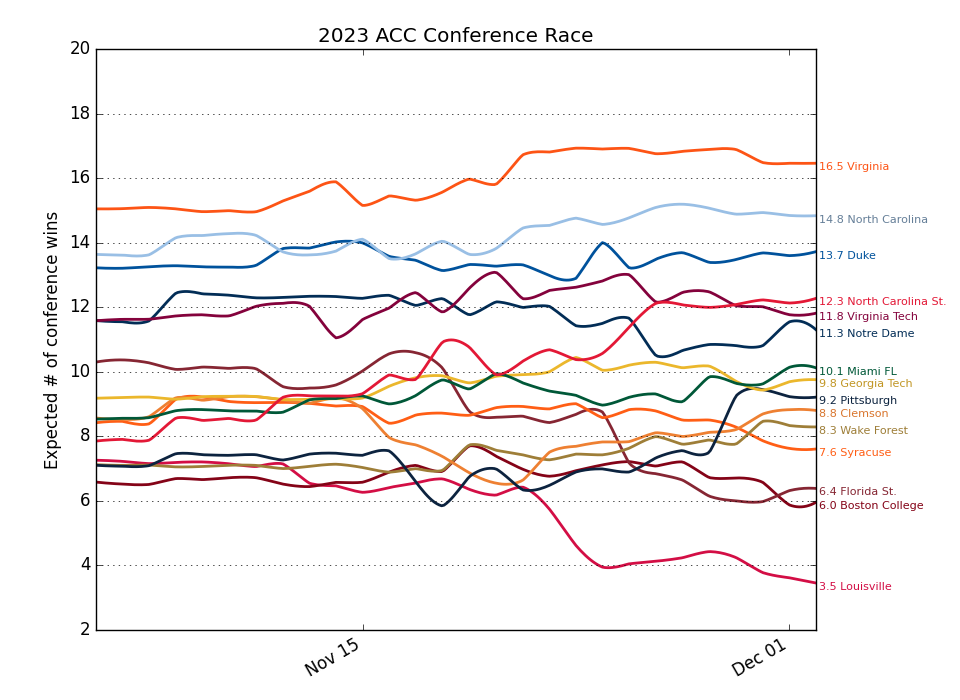 2023 ACC Conference Race
Expected # of conference wins
20
18
16
14
12
10
8
6
4
2
Nov 15
Dec 01
16.5 Virginia
14.8 North Carolina
13.7 Duke
12.3 North Carolina St.
11.8 Virginia Tech
11.3 Notre Dame
10.1 Miami FL
9.8 Georgia Tech
9.2 Pittsburgh
8.8 Clemson
8.3 Wake Forest
7.6 Syracuse
6.4 Florida St.
6.0 Boston College
3.5 Louisville